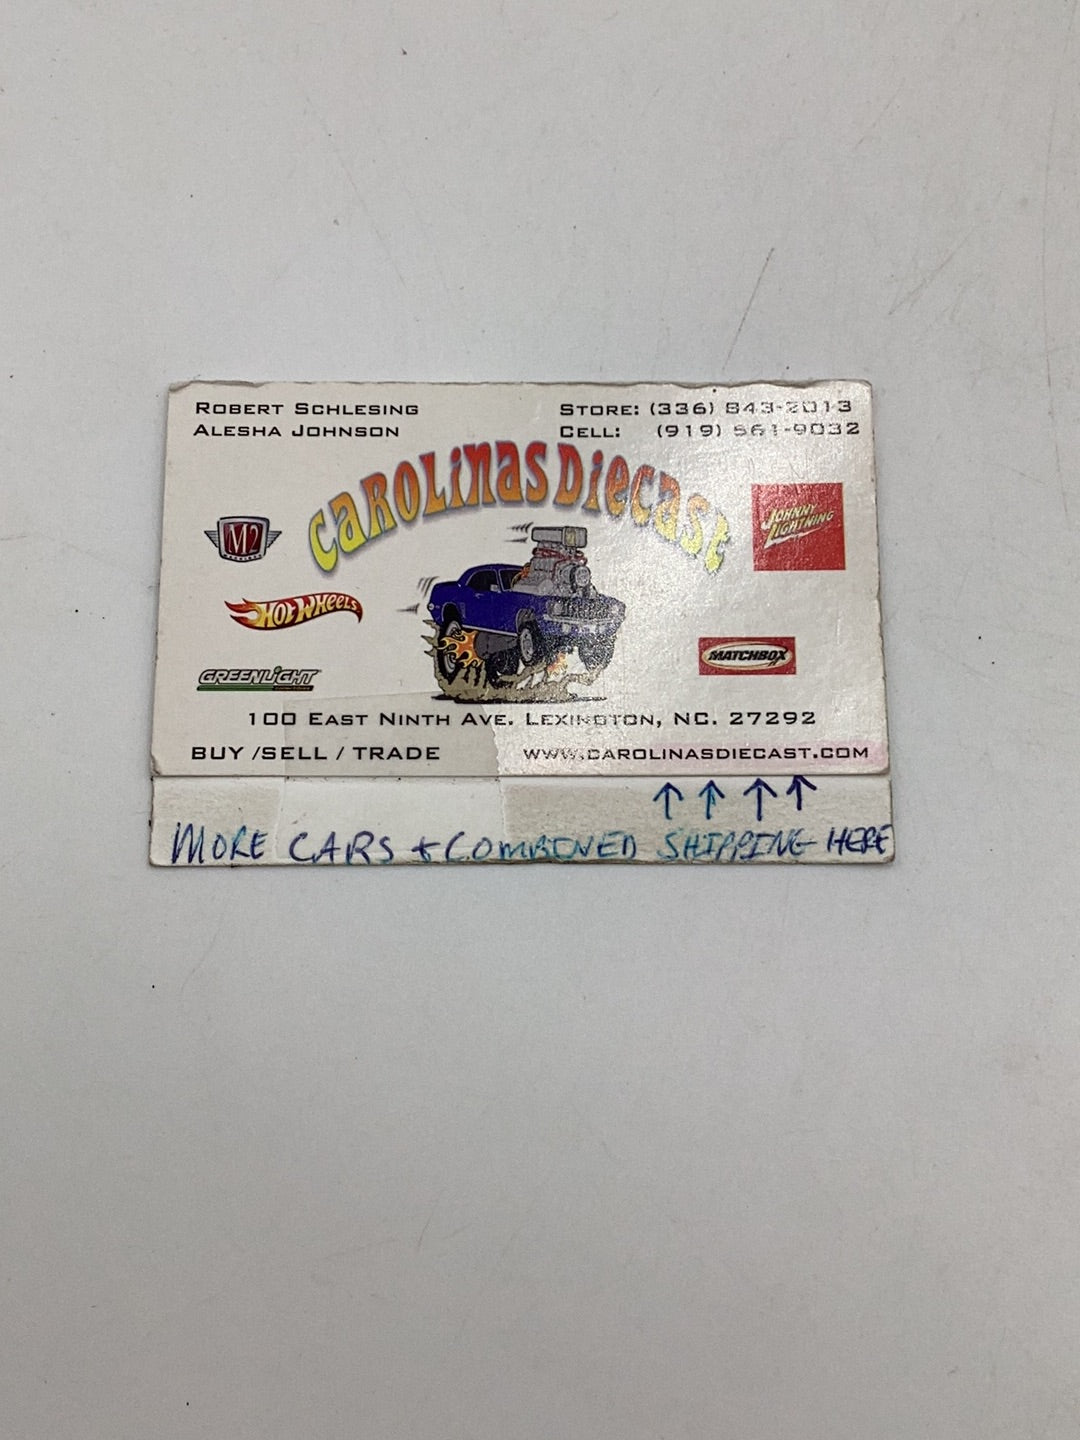 ROBERT SCHLESING
ALESHA JOHNSON
STORE: (336) 843-2013
CELL: (919) 561-9032
CAROLINAS DIECAST
M2
MACHINES
HOT WHEELS
GREENLIGHT
JOHNNY LIGHTNING
MATCHBOX
100 EAST NINTH AVE. LEXINGTON, NC. 27292
BUY /SELL / TRADE
WWW.CAROLINASDIECAST.COM
↑ ↑ ↑ ↑
MORE CARS + COMBINED SHIPPING HERE